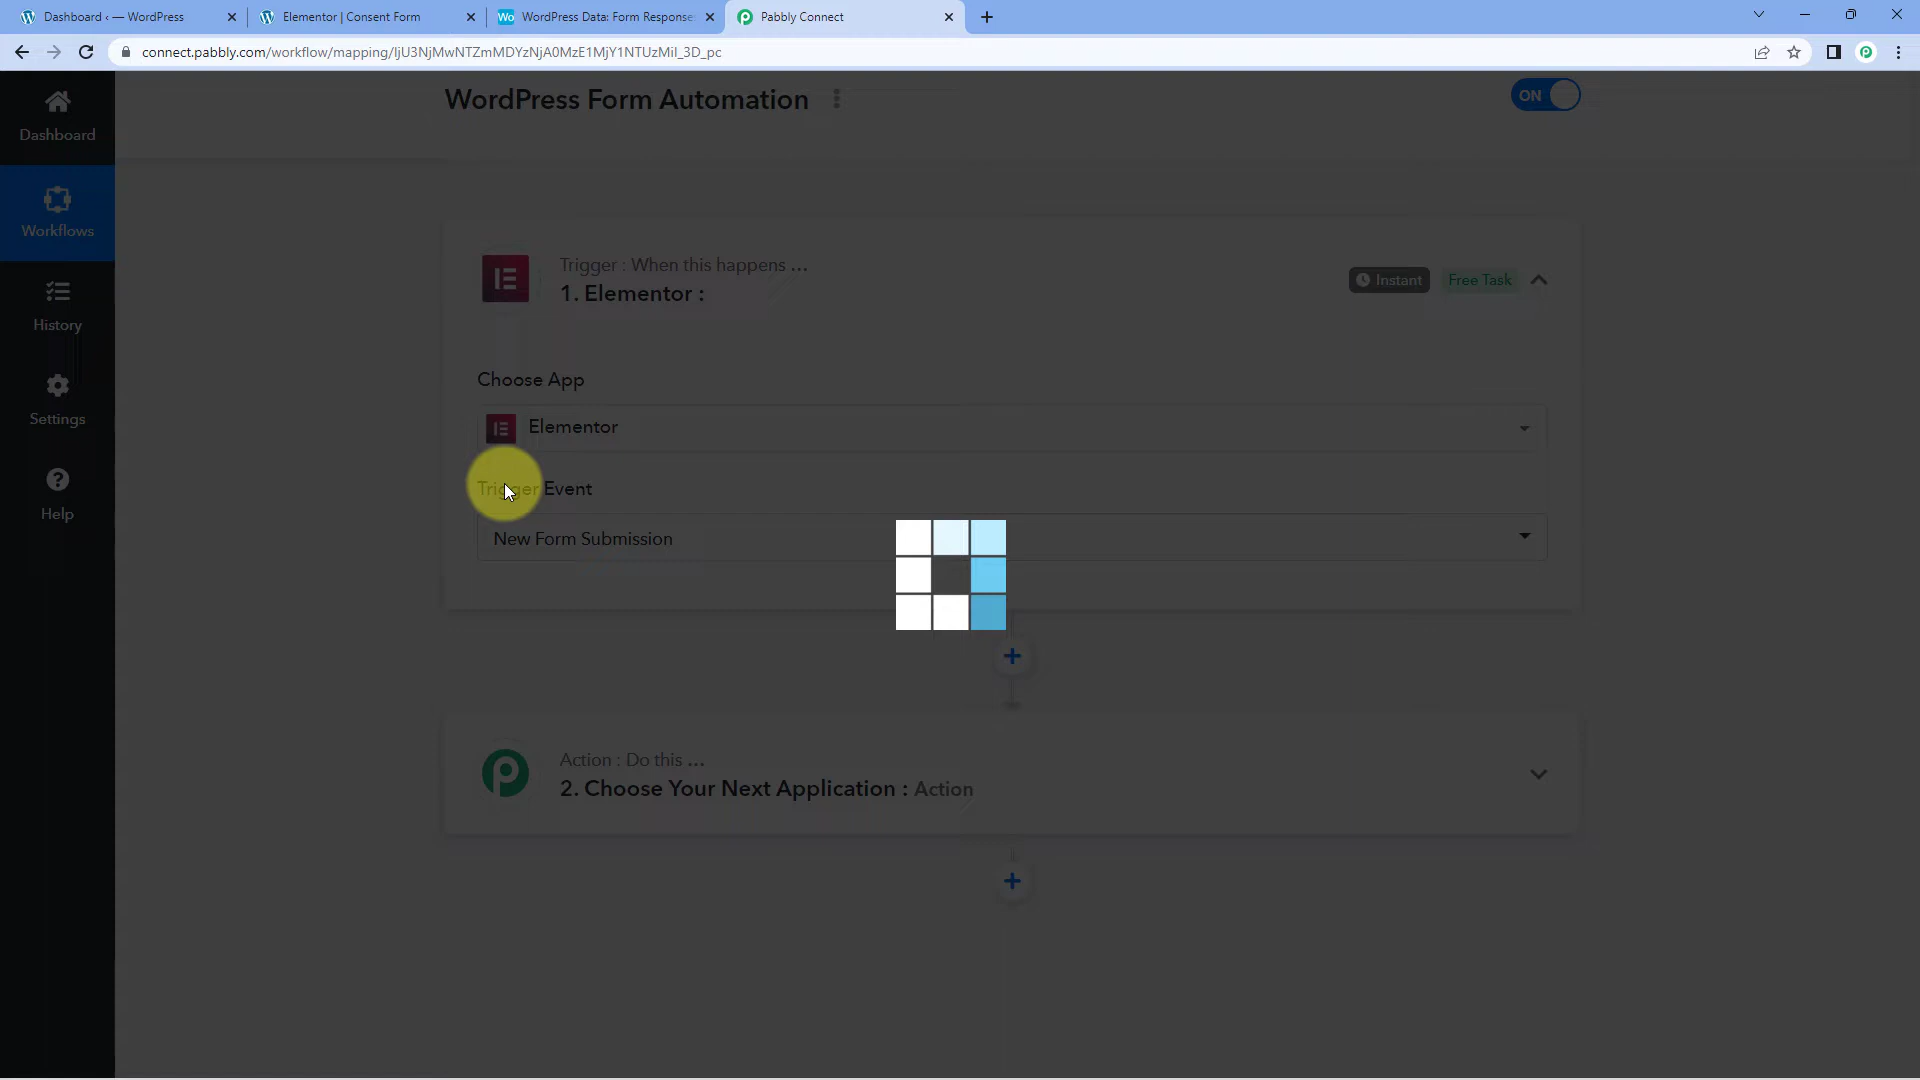 Dashboard ‹ — WordPress
Elementor | Consent Form
Wo
WordPress Data: Form Response
Pabbly Connect
connect.pabbly.com/workflow/mapping/IjU3NjMwNTZmMDYzNjA0MzE1MjY1NTUzMiI_3D_pc
Dashboard
Workflows
History
Settings
Help
WordPress Form Automation
ON
Trigger : When this happens ...
1. Elementor :
Instant
Free Task
Choose App
Elementor
Trigger Event
New Form Submission
Action : Do this ...
2. Choose Your Next Application : Action